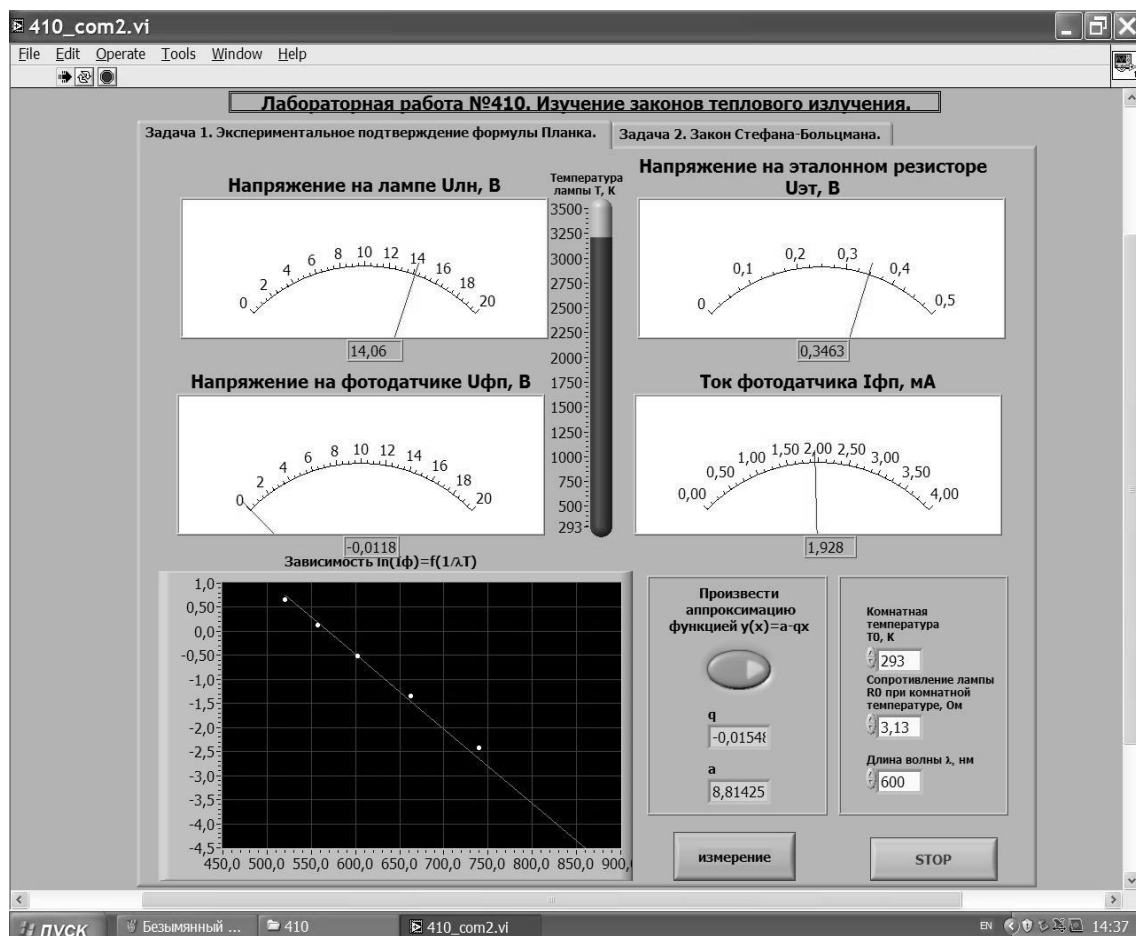 410_com2.vi
File Edit Operate Tools Window Help
Лабораторная работа №410. Изучение законов теплового излучения.
Задача 1. Экспериментальное подтверждение формулы Планка.
Задача 2. Закон Стефана-Больцмана.
Напряжение на лампе Uлн, В
0 2 4 6 8 10 12 14 16 18 20
14,06
Температура
лампы T, К
3500
3250
3000
2750
2500
2250
2000
1750
1500
1250
1000
750
500
293
Напряжение на эталонном резисторе
Uэт, В
0 0,1 0,2 0,3 0,4 0,5
0,3463
Напряжение на фотодатчике Uфп, В
0 2 4 6 8 10 12 14 16 18 20
-0,0118
Ток фотодатчика Iфп, мА
0,00 0,50 1,00 1,50 2,00 2,50 3,00 3,50 4,00
1,928
Зависимость ln(Iф)=f(1/λT)
1,0
0,50
0,0
-0,50
-1,0
-1,5
-2,0
-2,5
-3,0
-3,5
-4,0
-4,5
450,0 500,0 550,0 600,0 650,0 700,0 750,0 800,0 850,0 900,
Произвести
аппроксимацию
функцией y(x)=a-qx
q
-0,01548
a
8,81425
Комнатная
температура
T0, К
293
Сопротивление лампы
R0 при комнатной
температуре, Ом
3,13
Длина волны λ, нм
600
измерение
STOP
пуск
Безымянный ...
410
410_com2.vi
EN
14:37